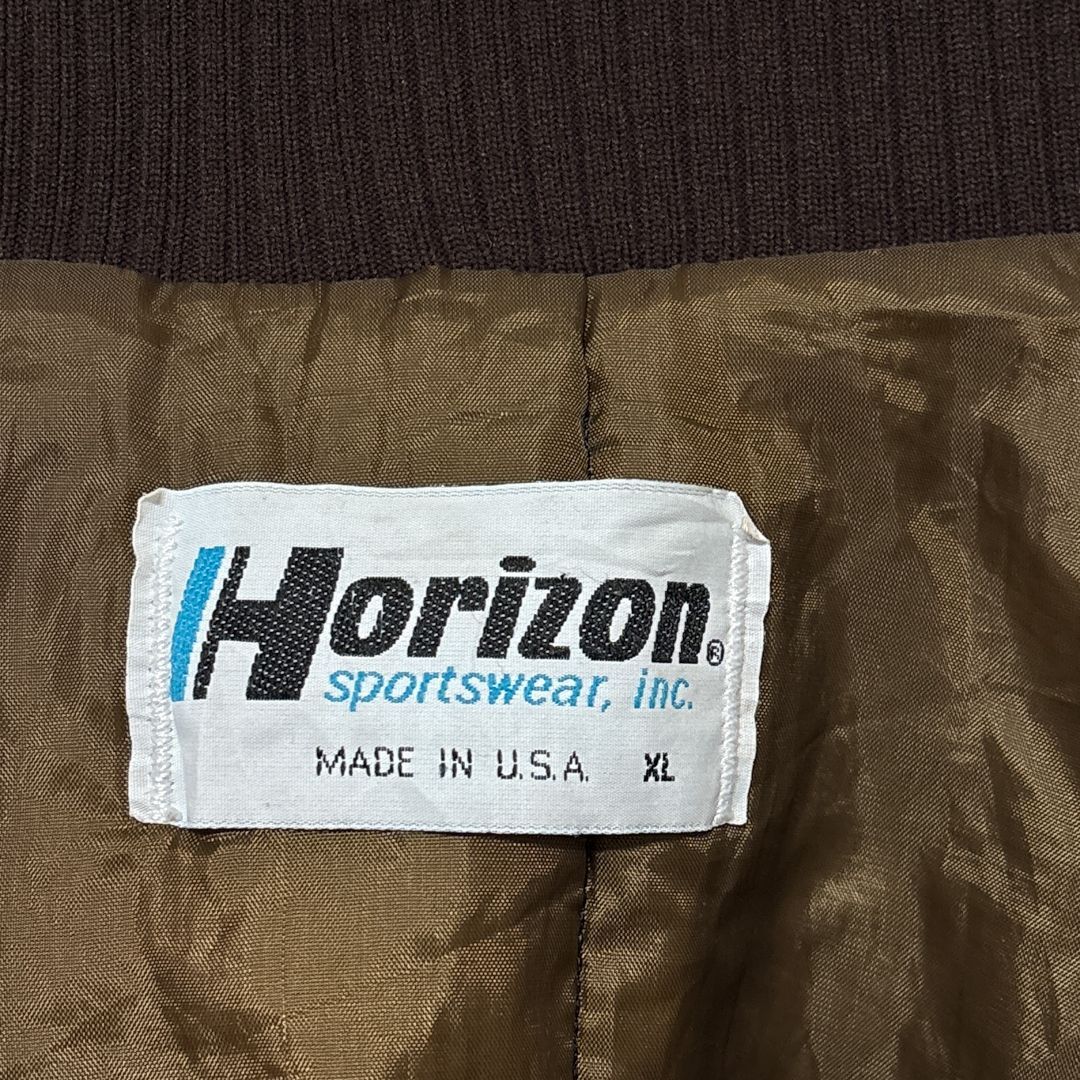 Horizon®
sportswear, inc.
MADE IN U.S.A. XL